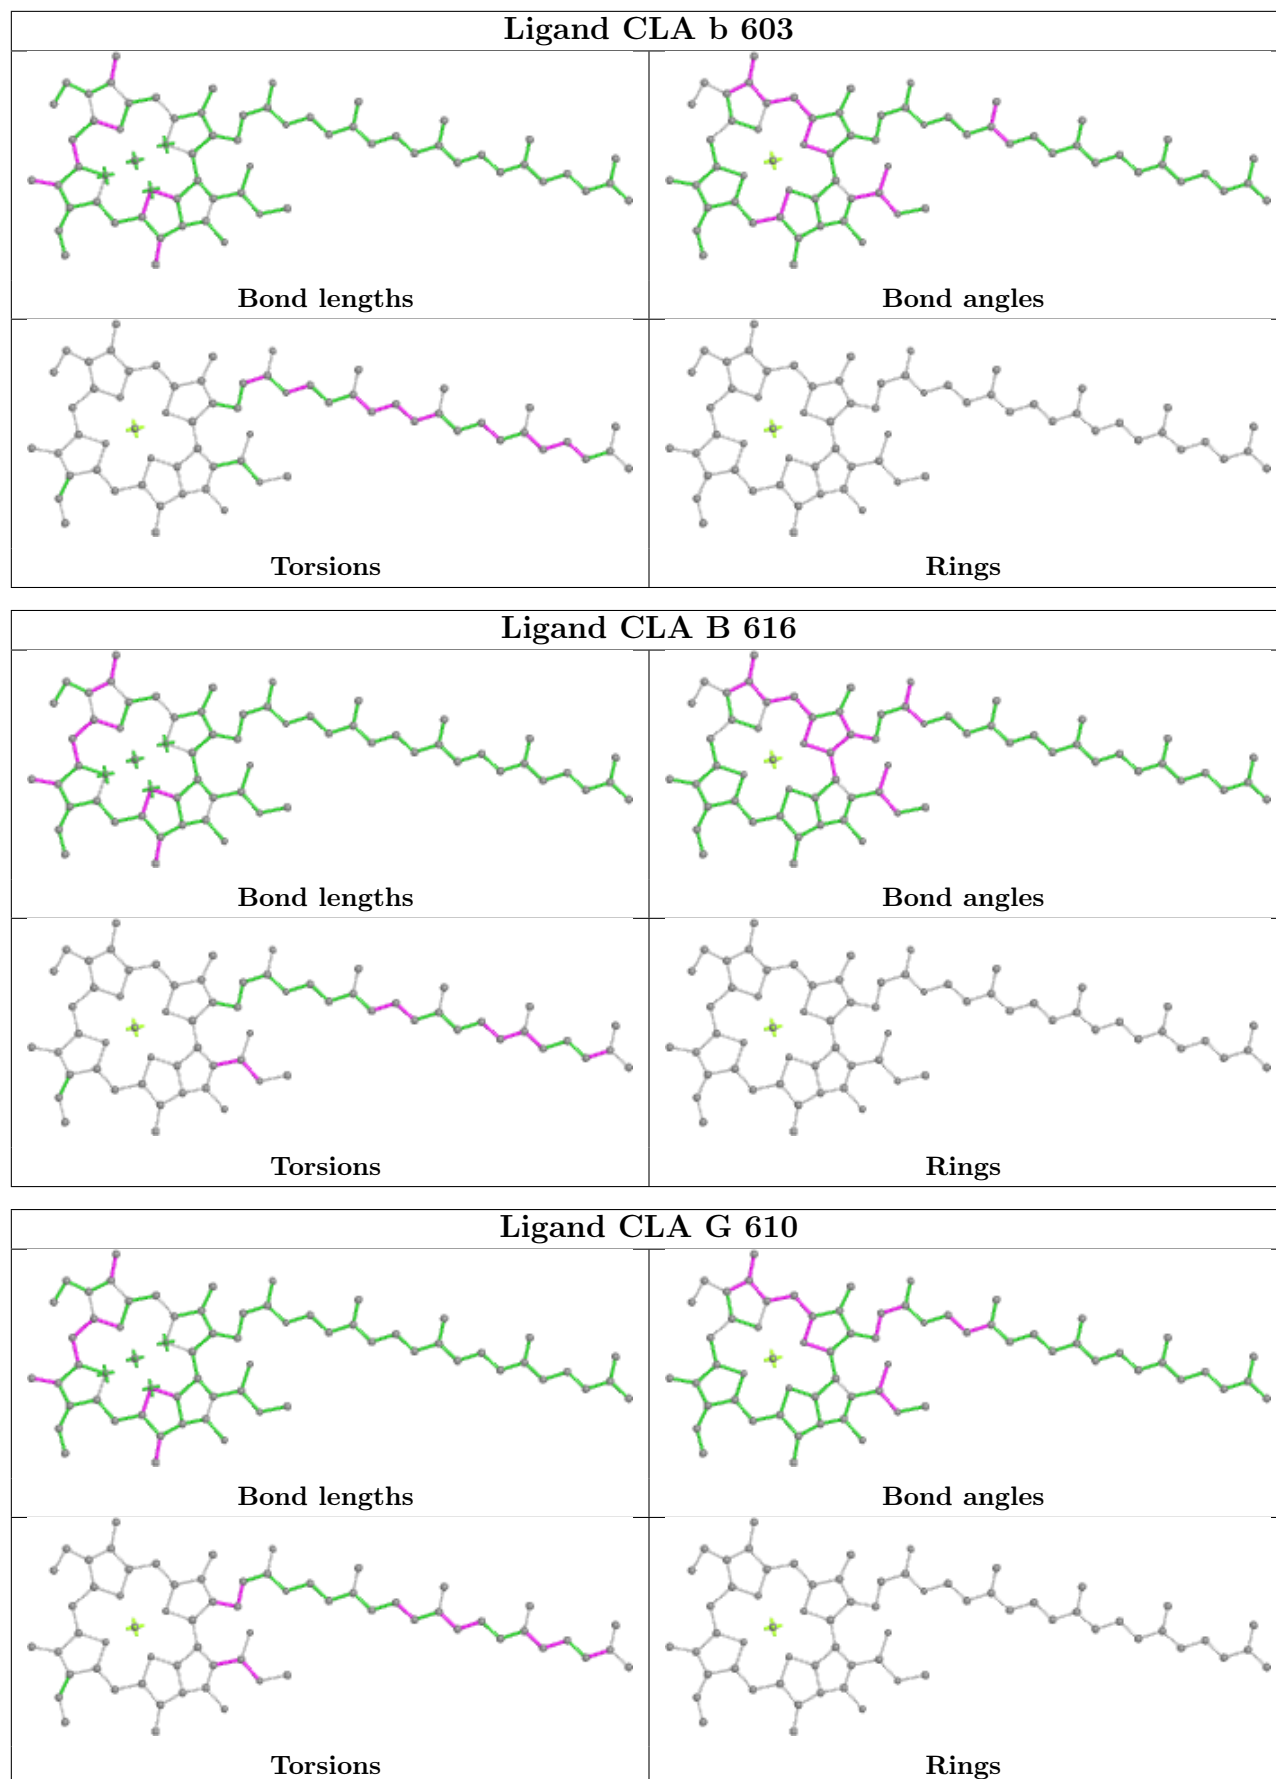 Ligand CLA b 603
Bond lengths
Bond angles
Torsions
Rings
Ligand CLA B 616
Bond lengths
Bond angles
Torsions
Rings
Ligand CLA G 610
Bond lengths
Bond angles
Torsions
Rings